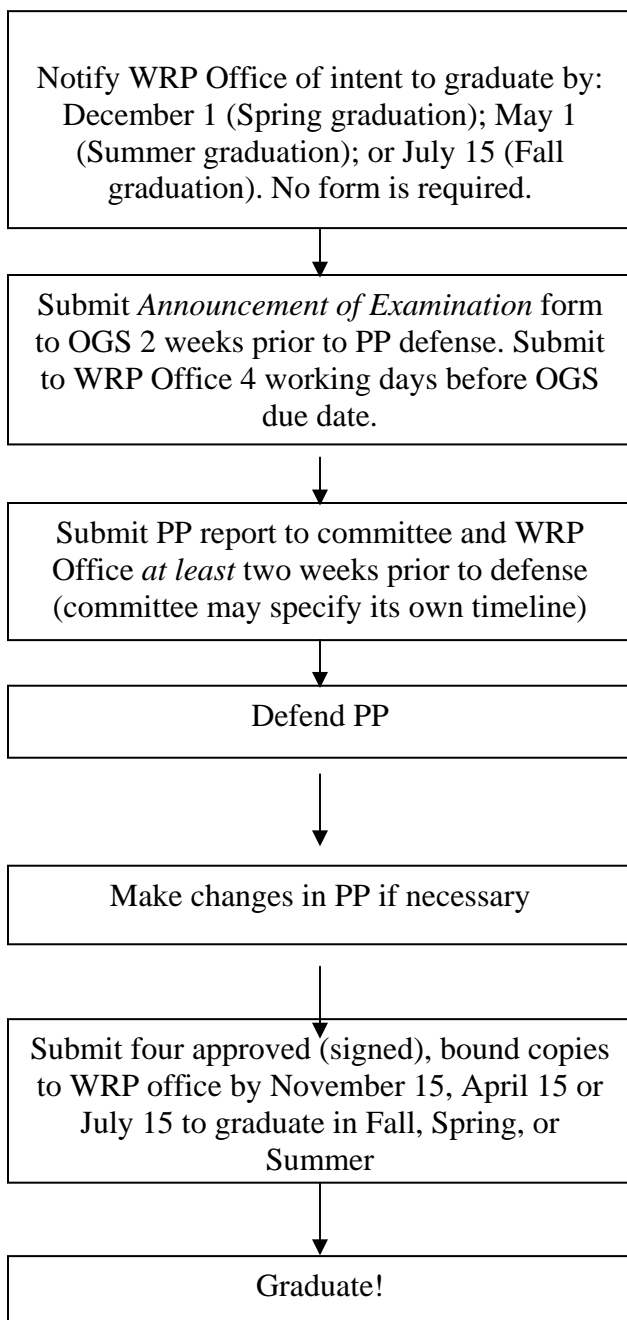 Notify WRP Office of intent to graduate by:
December 1 (Spring graduation); May 1
(Summer graduation); or July 15 (Fall
graduation). No form is required.
Submit Announcement of Examination form
to OGS 2 weeks prior to PP defense. Submit
to WRP Office 4 working days before OGS
due date.
Submit PP report to committee and WRP
Office at least two weeks prior to defense
(committee may specify its own timeline)
Defend PP
Make changes in PP if necessary
Submit four approved (signed), bound copies
to WRP office by November 15, April 15 or
July 15 to graduate in Fall, Spring, or
Summer
Graduate!